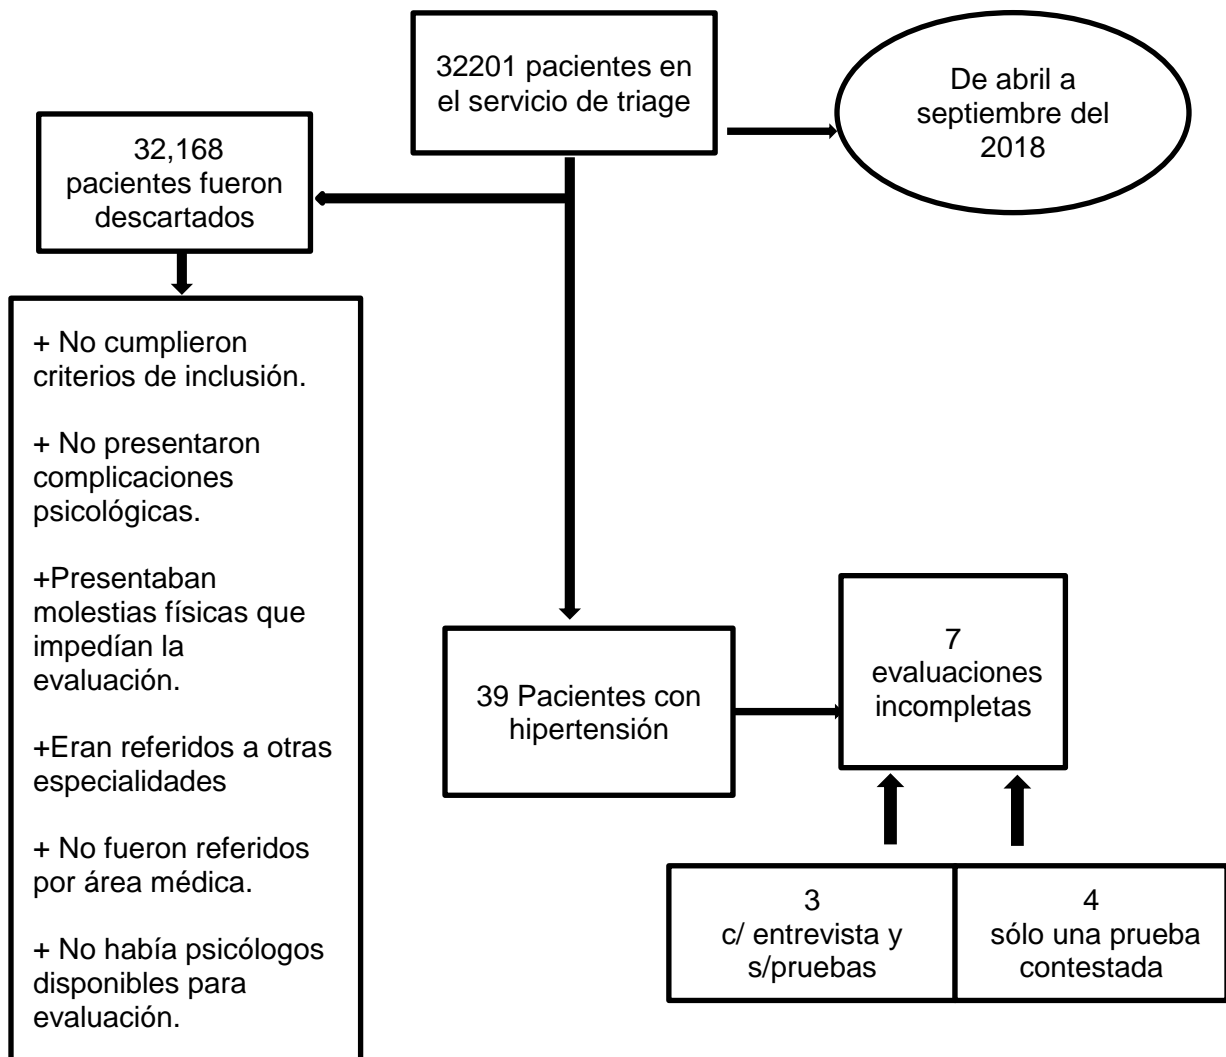 32201 pacientes en
el servicio de triage
De abril a
septiembre del
2018
32,168
pacientes fueron
descartados
+ No cumplieron
criterios de inclusión.
+ No presentaron
complicaciones
psicológicas.
+Presentaban
molestias físicas que
impedían la
evaluación.
+Eran referidos a otras
especialidades
+ No fueron referidos
por área médica.
+ No había psicólogos
disponibles para
evaluación.
39 Pacientes con
hipertensión
7
evaluaciones
incompletas
3
c/ entrevista y
s/pruebas
4
sólo una prueba
contestada